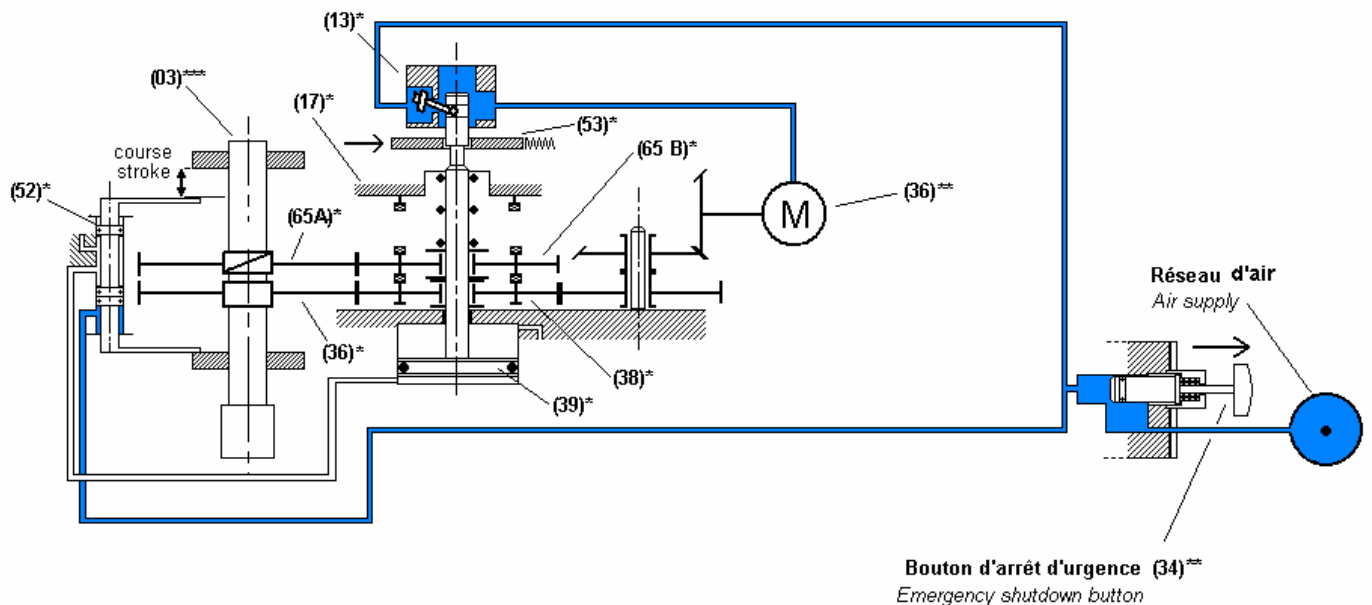 (13)*
(03)***
(17)*
(53)*
course
stroke
(65 B)*
(52)*
(65A)*
M
(36)**
Réseau d'air
Air supply
(36)*
(38)*
(39)*
Bouton d'arrêt d'urgence (34)**
Emergency shutdown button